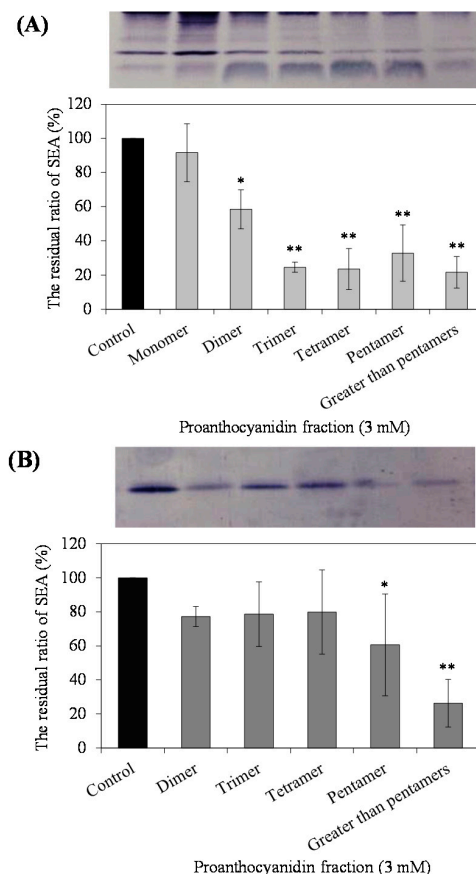 (A)
The residual ratio of SEA (%)
120
100
80
60
40
20
0
*
**
**
**
**
Control
Monomer
Dimer
Trimer
Tetramer
Pentamer
Greater than pentamers
Proanthocyanidin fraction (3 mM)
(B)
The residual ratio of SEA (%)
120
100
80
60
40
20
0
*
**
Control
Dimer
Trimer
Tetramer
Pentamer
Greater than pentamers
Proanthocyanidin fraction (3 mM)